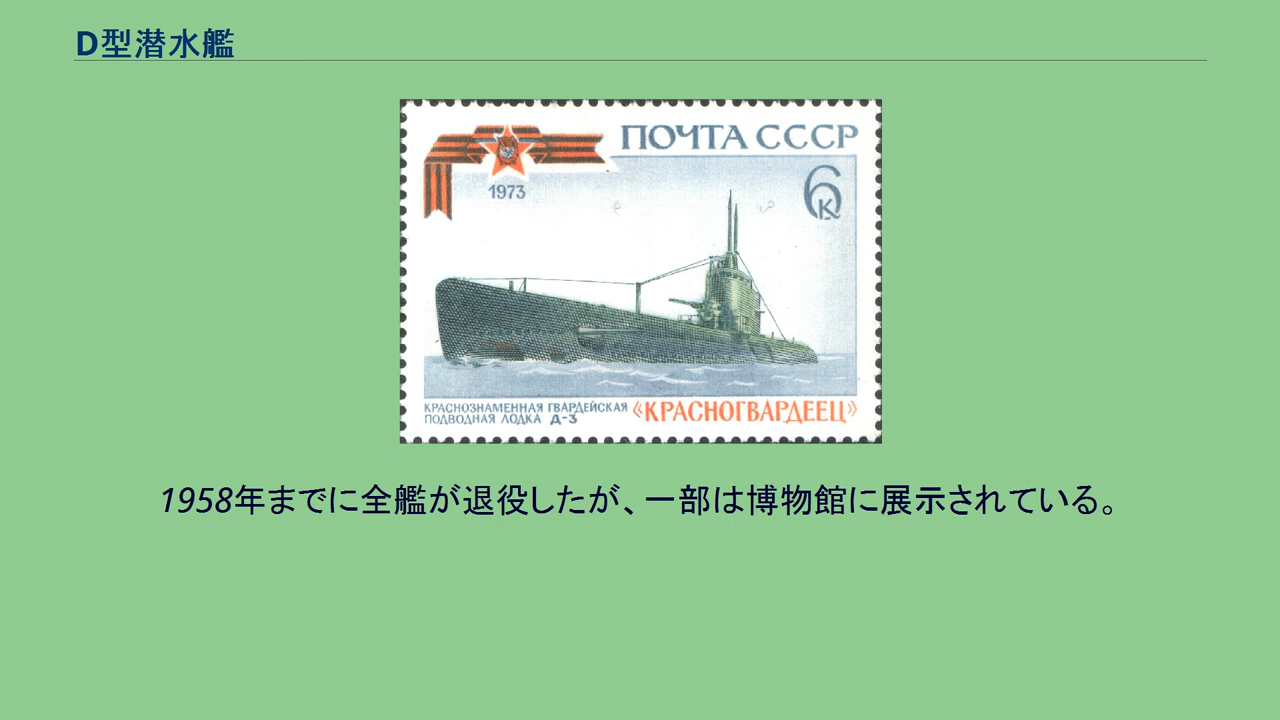 D型潜水艦
ПОЧТА СССР
1973
6
К
КРАСНОЗНАМЕННАЯ ГВАРДЕЙСКАЯ
ПОДВОДНАЯ ЛОДКА Д-3
«КРАСНОГВАРДЕЕЦ»
1958年までに全艦が退役したが、一部は博物館に展示されている。